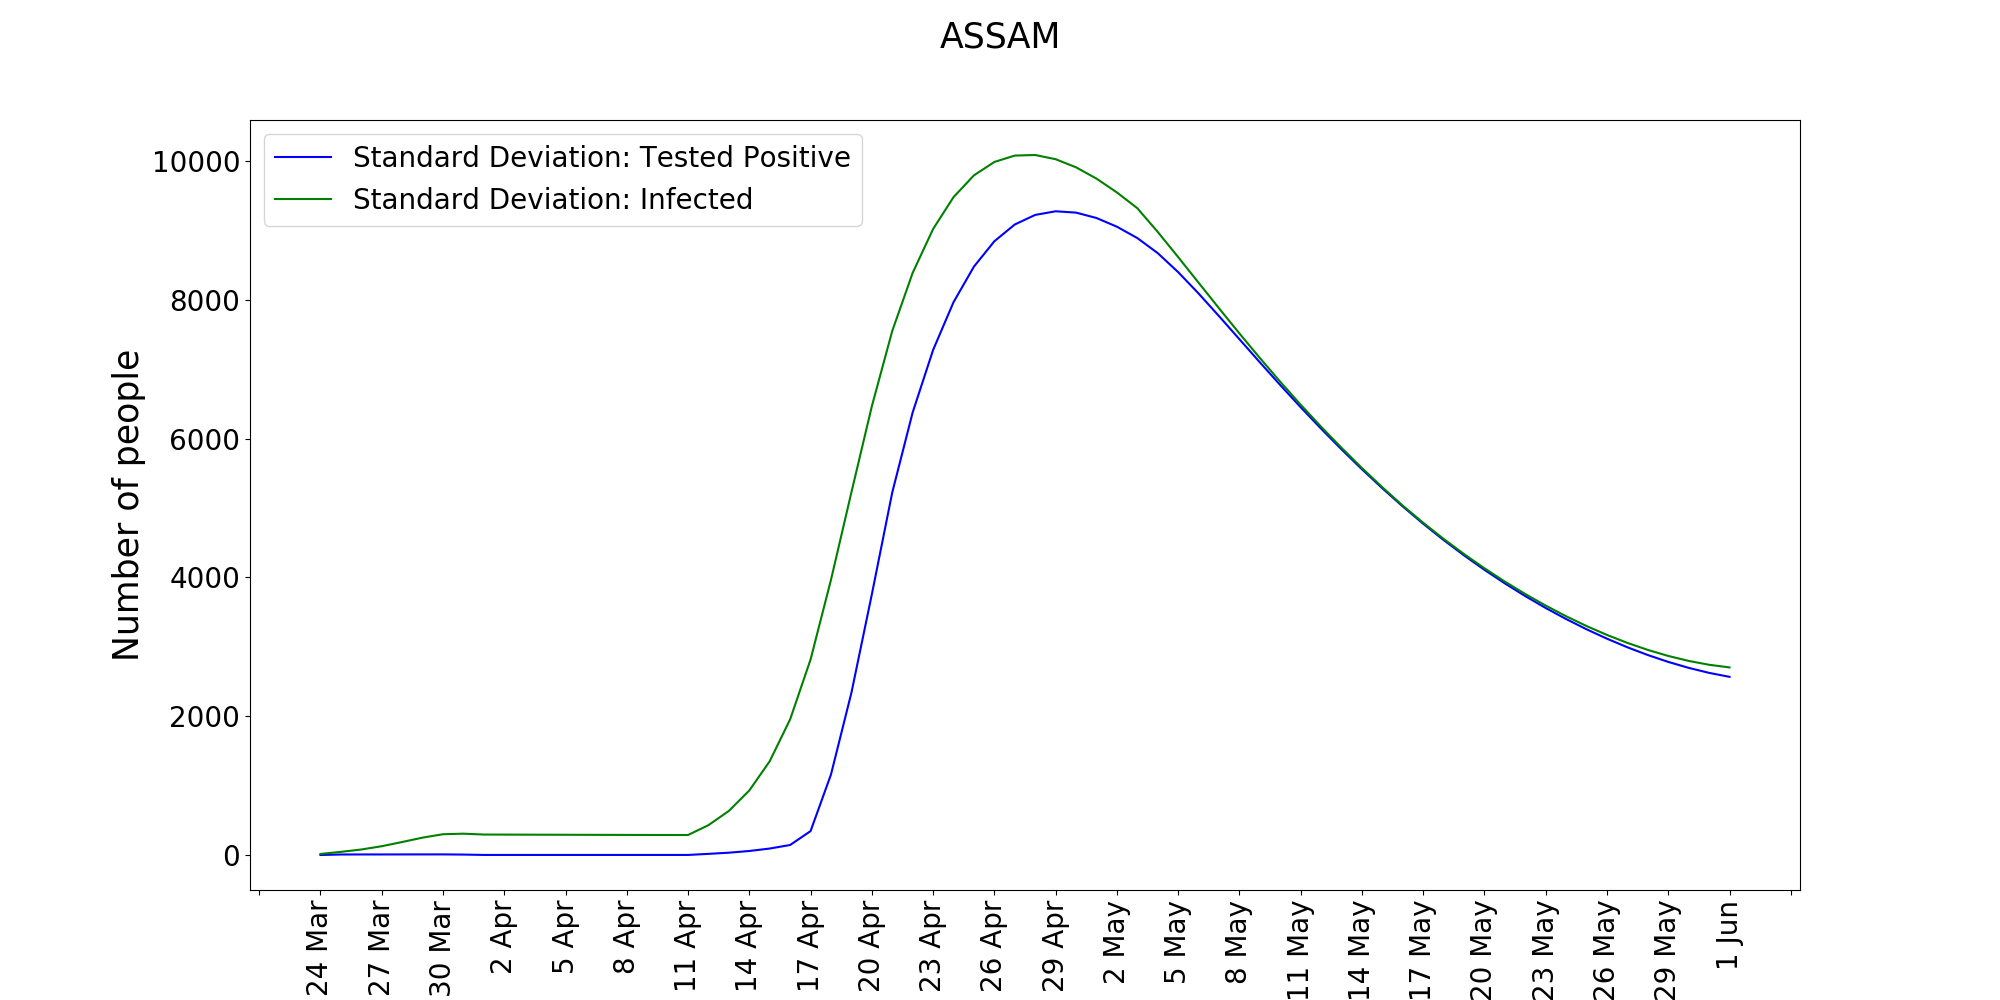 ASSAM
Standard Deviation: Tested Positive
Standard Deviation: Infected
10000
8000
6000
4000
2000
0
Number of people
24 Mar
27 Mar
30 Mar
2 Apr
5 Apr
8 Apr
11 Apr
14 Apr
17 Apr
20 Apr
23 Apr
26 Apr
29 Apr
2 May
5 May
8 May
11 May
14 May
17 May
20 May
23 May
26 May
29 May
1 Jun